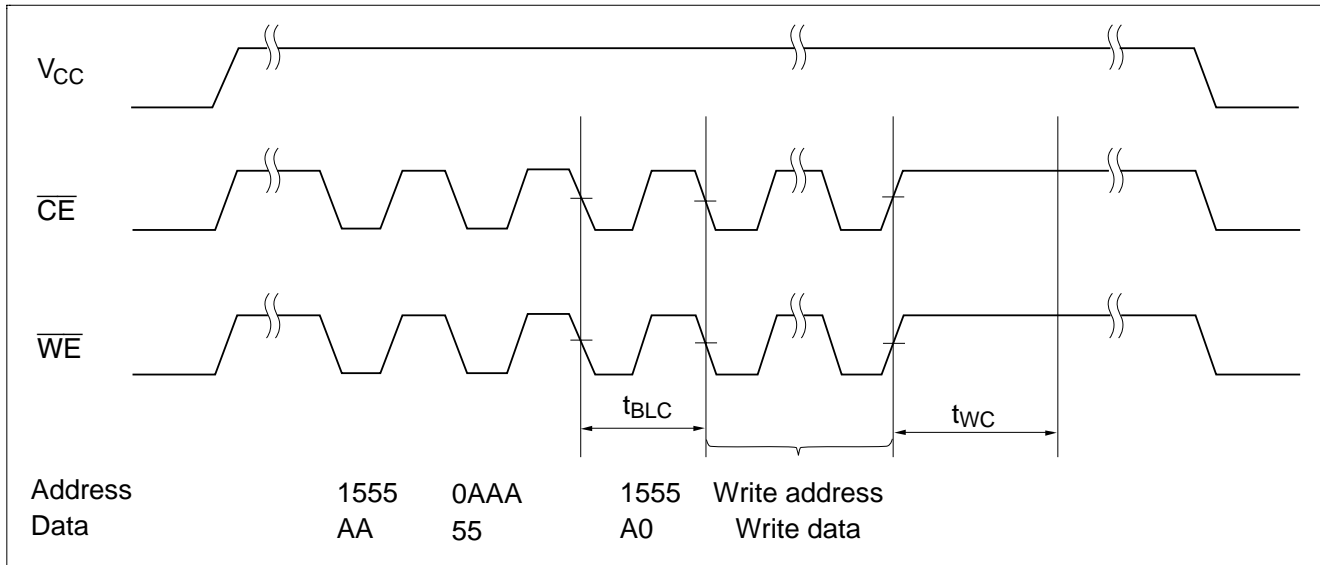 VCC
CE
WE
tBLC
tWC
Address 1555 0AAA 1555 Write address
Data AA 55 A0 Write data